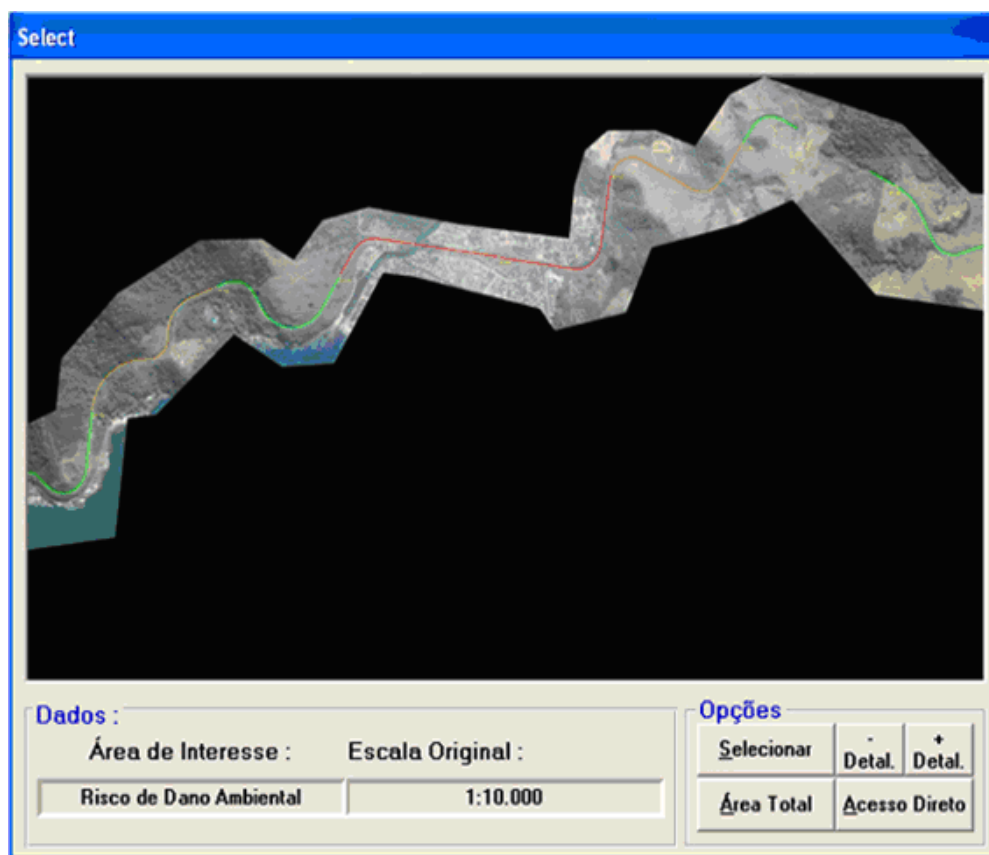 Select
Dados :
Área de Interesse :
Escala Original :
Risco de Dano Ambiental
1:10.000
Opções
Selecionar
- Detal.
+ Detal.
Área Total
Acesso Direto